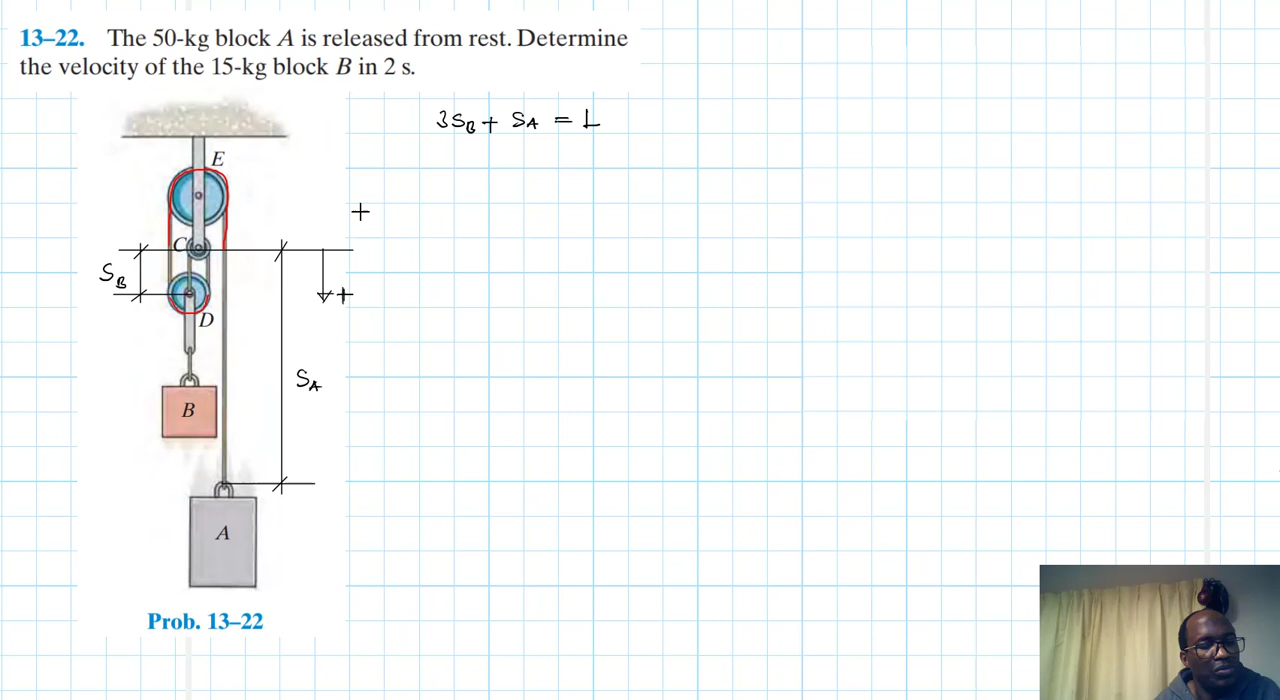 13–22. The 50-kg block A is released from rest. Determine
the velocity of the 15-kg block B in 2 s.
3S_B + S_A = L
E
+
C
S_B
+
D
S_A
B
A
Prob. 13–22